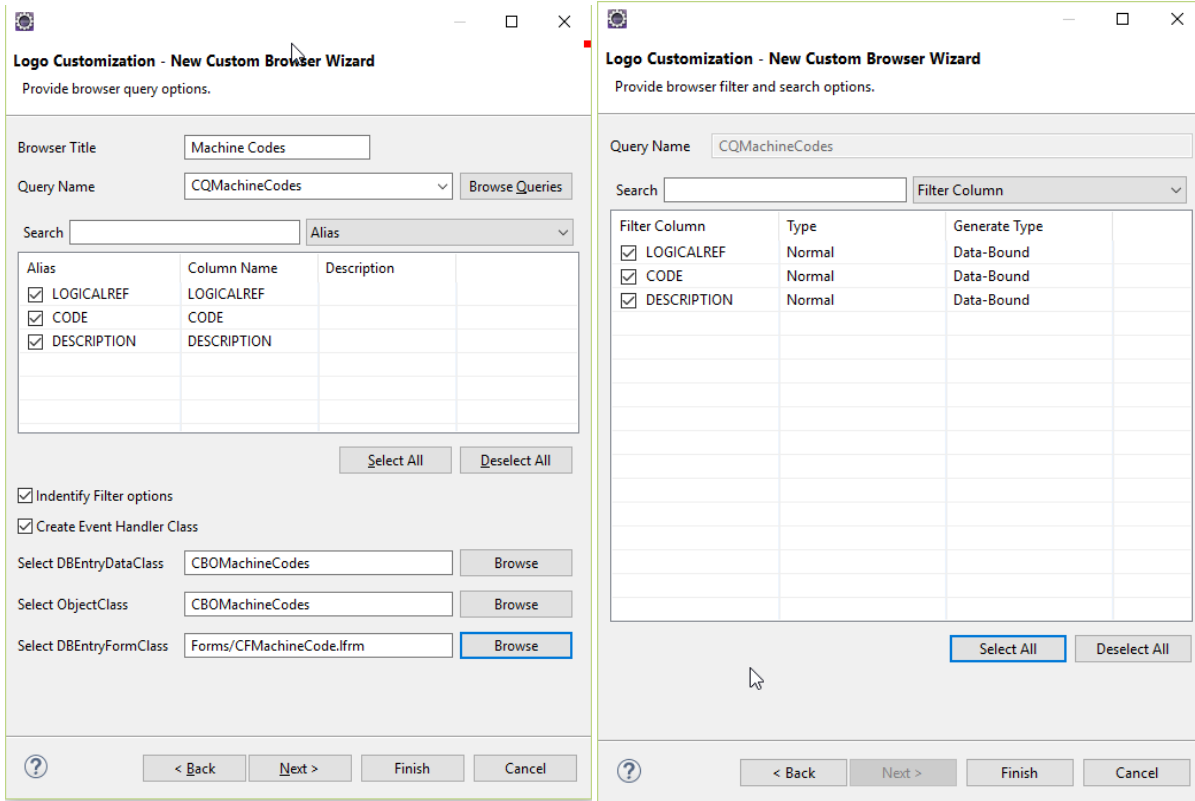 Logo Customization - New Custom Browser Wizard
Provide browser query options.
Browser Title
Machine Codes
Query Name
CQMachineCodes
Browse Queries
Search
Alias
Alias Column Name Description
LOGICALREF LOGICALREF
CODE CODE
DESCRIPTION DESCRIPTION
Select All
Deselect All
Indentify Filter options
Create Event Handler Class
Select DBEntryDataClass CBOMachineCodes Browse
Select ObjectClass CBOMachineCodes Browse
Select DBEntryFormClass Forms/CFMachineCode.lfrm Browse
? < Back Next > Finish Cancel
Logo Customization - New Custom Browser Wizard
Provide browser filter and search options.
Query Name CQMachineCodes
Search Filter Column
Filter Column Type Generate Type
LOGICALREF Normal Data-Bound
CODE Normal Data-Bound
DESCRIPTION Normal Data-Bound
Select All Deselect All
? < Back Next > Finish Cancel